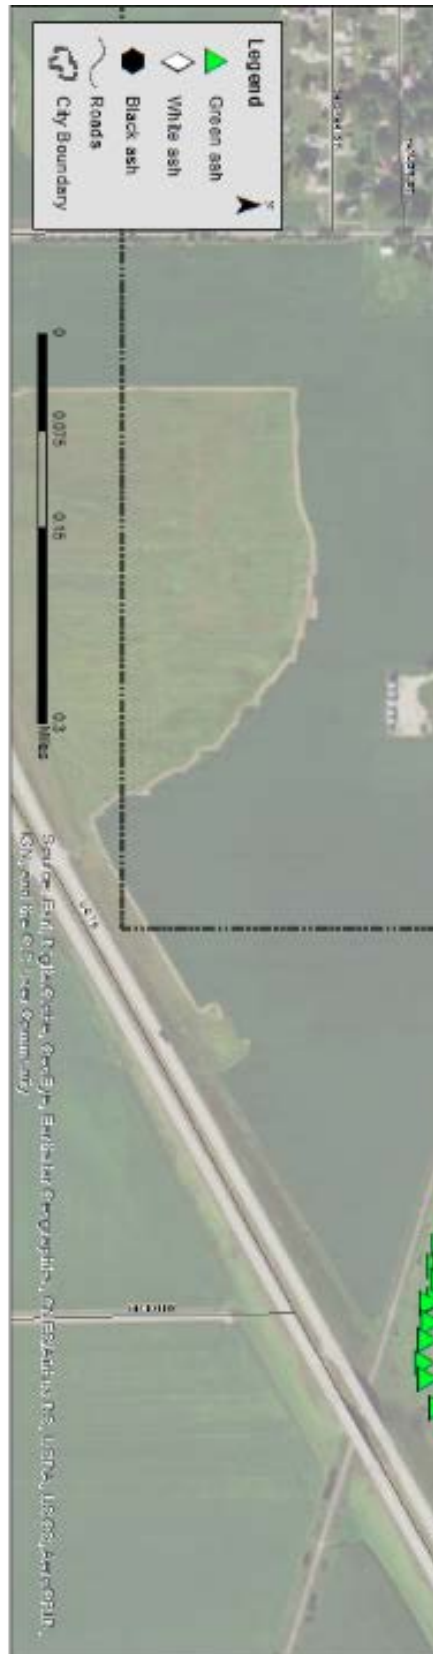 Legend
N
Green ash
White ash
Black ash
Roads
City Boundary
0
0.075
0.15
0.3
Miles
Source: Esri, DigitalGlobe, GeoEye, Earthstar Geographics, CNES/Airbus DS, USDA, USGS, AeroGRID,
IGN, and the GIS User Community